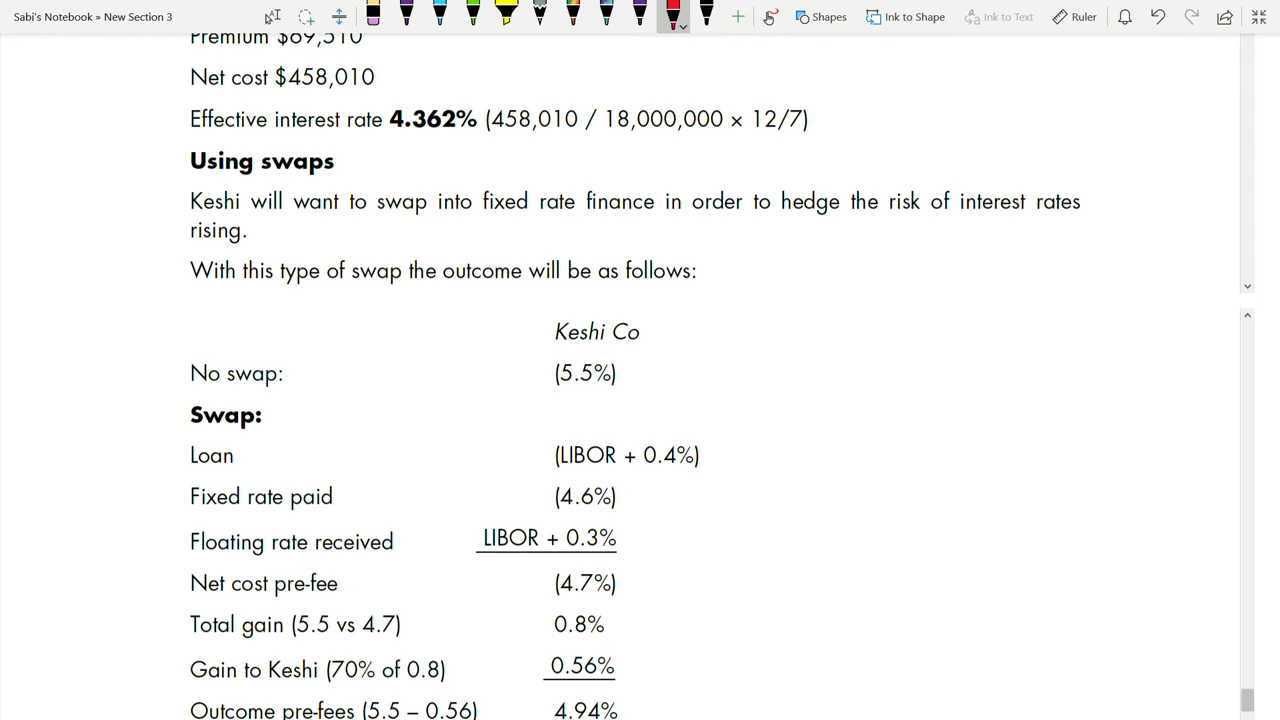 Sabi's Notebook » New Section 3
Shapes
Ink to Shape
Ink to Text
Ruler
Premium $69,510
Net cost $458,010
Effective interest rate 4.362% (458,010 / 18,000,000 × 12/7)
Using swaps
Keshi will want to swap into fixed rate finance in order to hedge the risk of interest rates
rising.
With this type of swap the outcome will be as follows:
Keshi Co
No swap: (5.5%)
Swap:
Loan (LIBOR + 0.4%)
Fixed rate paid (4.6%)
Floating rate received LIBOR + 0.3%
Net cost pre-fee (4.7%)
Total gain (5.5 vs 4.7) 0.8%
Gain to Keshi (70% of 0.8) 0.56%
Outcome pre-fees (5.5 – 0.56) 4.94%